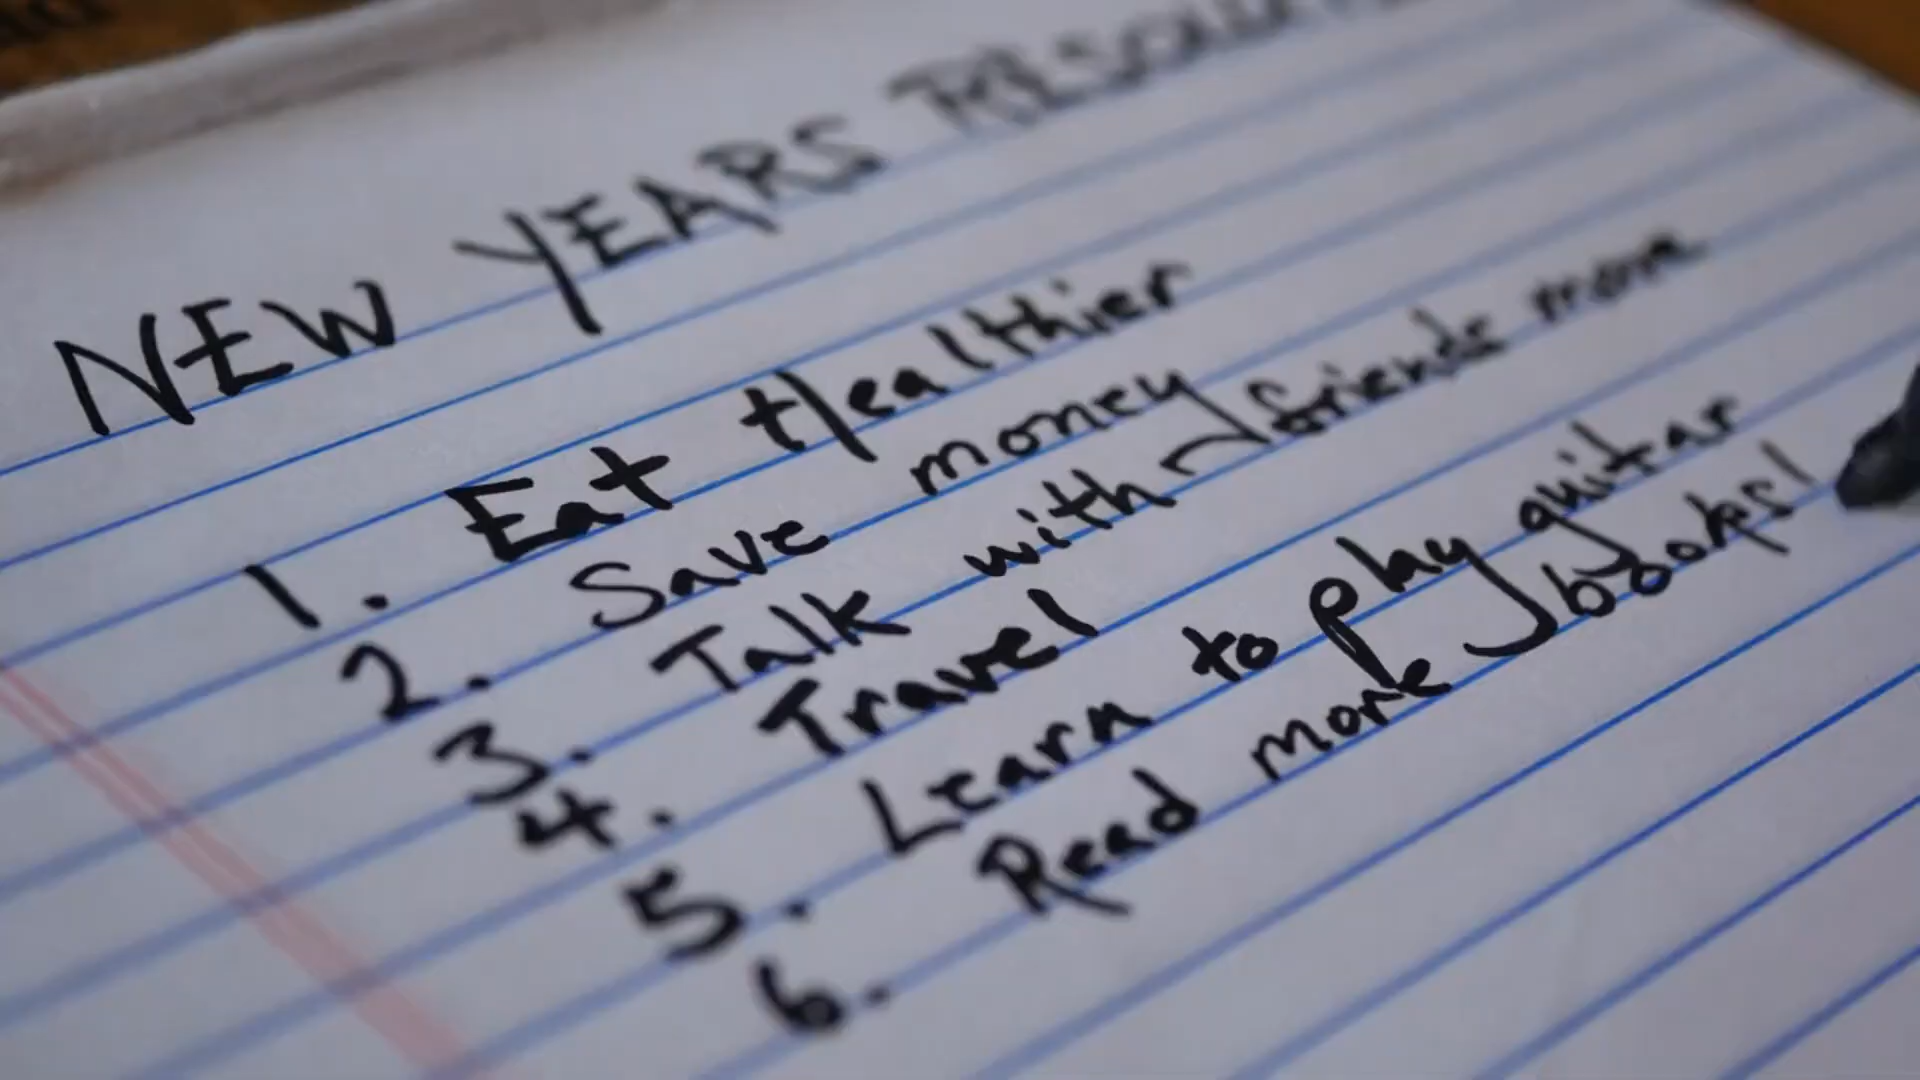 NEW YEARS RESOLUT
1. Eat Healthier
2. Save money
3. Talk with friends more
4. Travel
5. Learn to play guitar
6. Read more books!